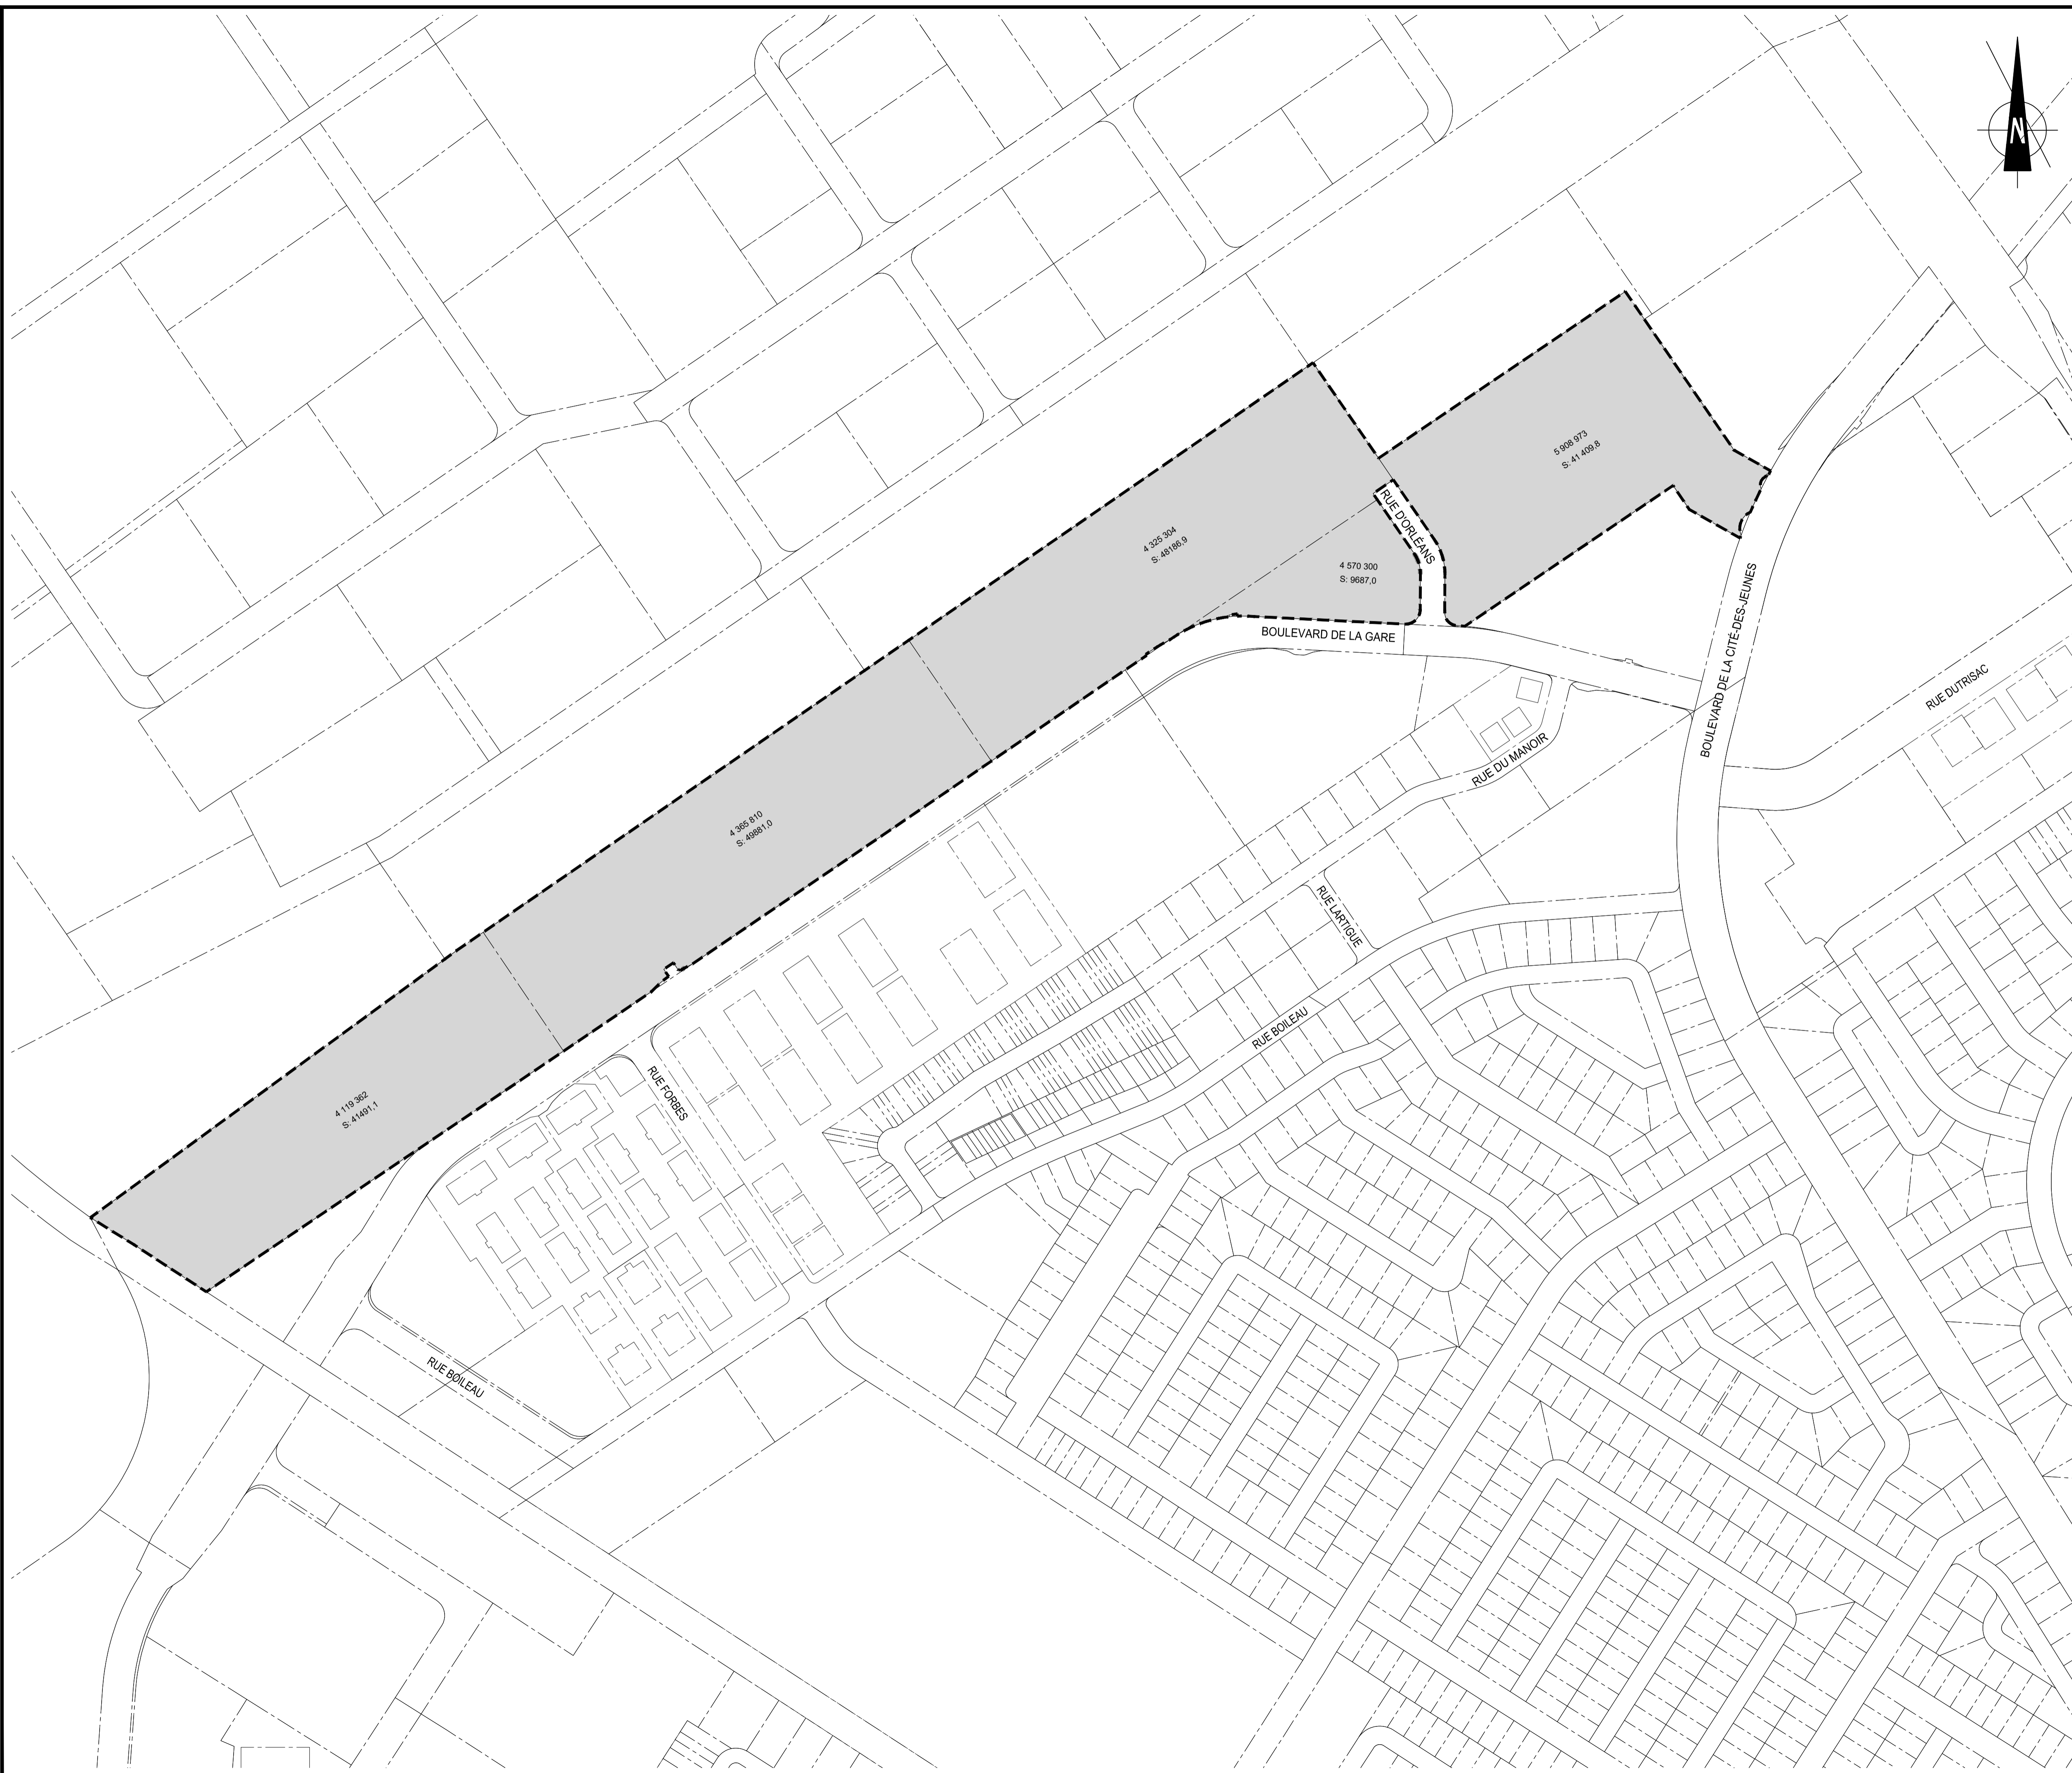 N
5 908 973
S: 41 409,8
RUE D'ORLÉANS
4 325 304
S: 48186,9
4 570 300
S: 9687,0
BOULEVARD DE LA GARE
BOULEVARD DE LA CITÉ-DES-JEUNES
RUE DUTRISAC
RUE DU MANOIR
4 365 810
S: 49881,0
RUE LARTIGUE
RUE BOILEAU
RUE FORBES
4 119 362
S: 41491,1
RUE BOILEAU